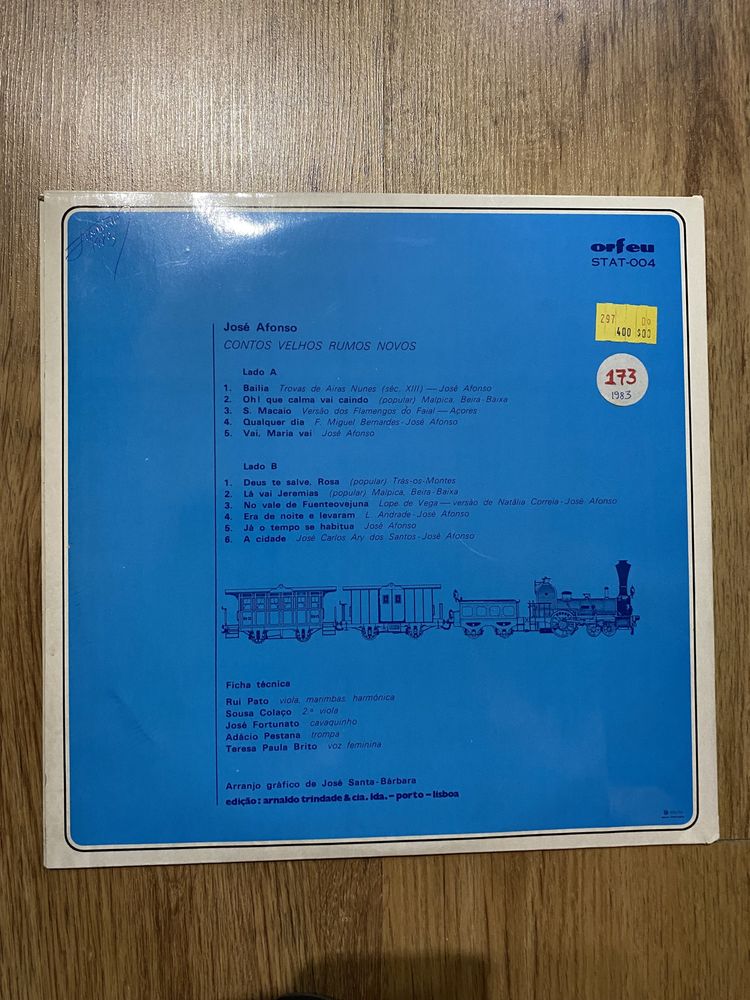 orfeu
STAT-004
297 Do
400 $00
173
1983
José Afonso
CONTOS VELHOS RUMOS NOVOS
Lado A
1. Bailia Trovas de Airas Nunes (séc. XIII) — José Afonso
2. Oh! que calma vai caindo (popular) Malpica, Beira-Baixa
3. S. Macaio Versão dos Flamengos do Faial — Açores
4. Qualquer dia F. Miguel Bernardes - José Afonso
5. Vai, Maria vai José Afonso
Lado B
1. Deus te salve, Rosa (popular) Trás-os-Montes
2. Lá vai Jeremias (popular) Malpica, Beira-Baixa
3. No vale de Fuenteovejuna Lope de Vega — versão de Natália Correia - José Afonso
4. Era de noite e levaram L. Andrade - José Afonso
5. Já o tempo se habitua José Afonso
6. A cidade José Carlos Ary dos Santos - José Afonso
Ficha técnica
Rui Pato viola, marimbas, harmónica
Sousa Colaço 2.ª viola
José Fortunato cavaquinho
Adácio Pestana trompa
Teresa Paula Brito voz feminina
Arranjo gráfico de José Santa-Bárbara
edição: arnaldo trindade & cia. lda. – porto – lisboa